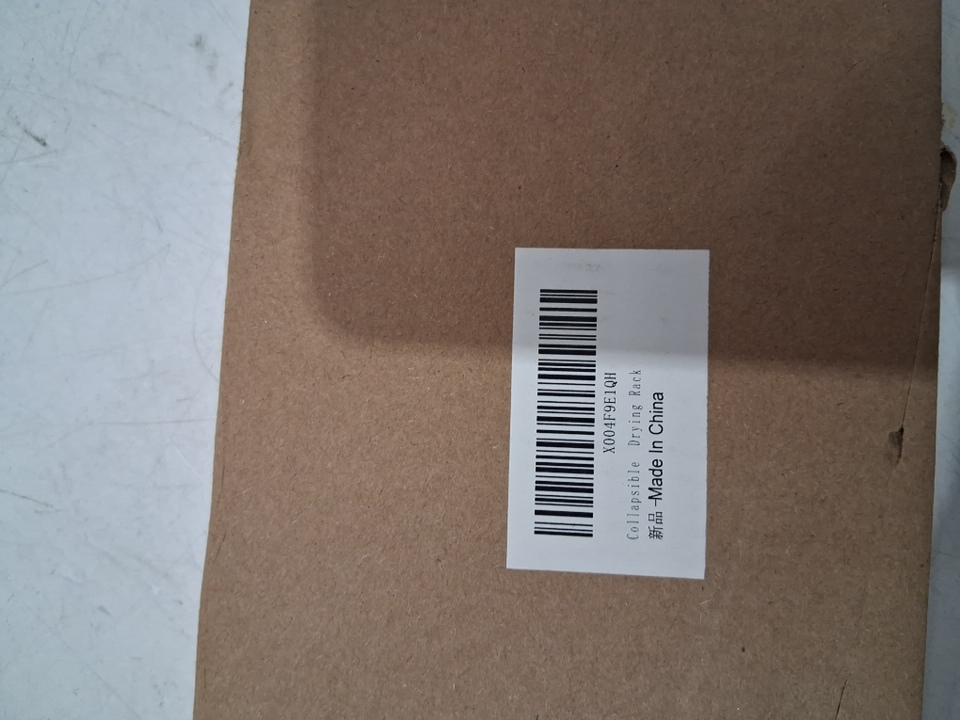 X004F9E1QH
Collapsible Drying Rack
新品 -Made In China